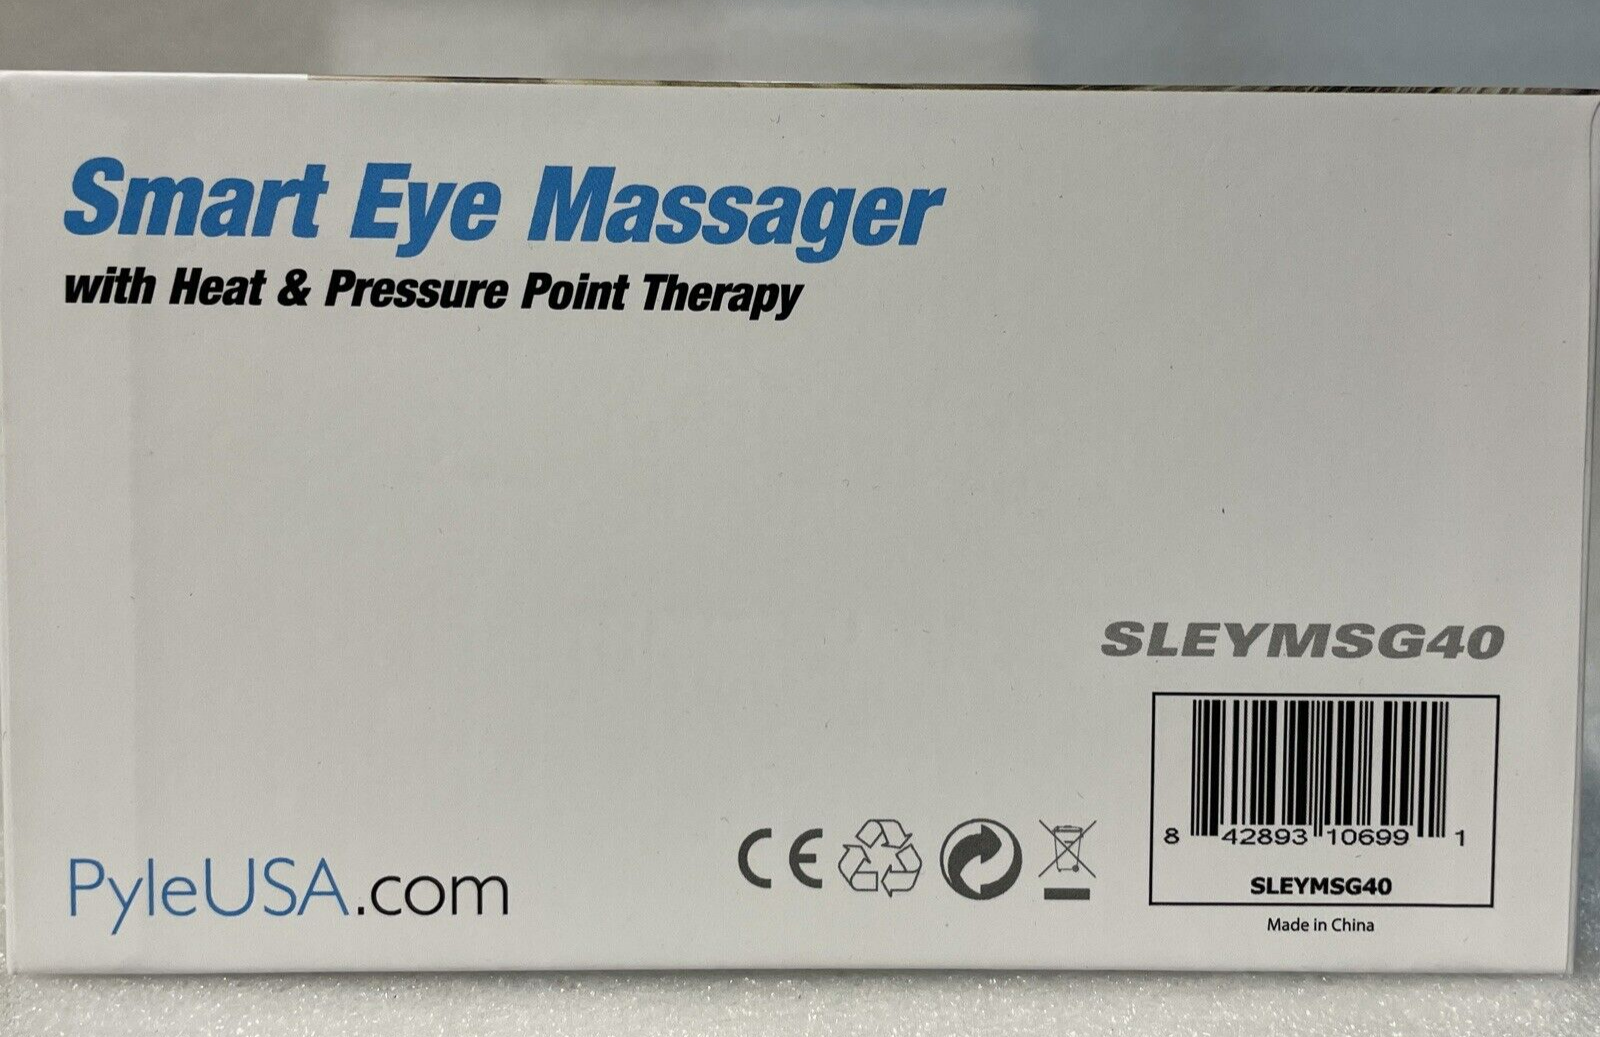 Smart Eye Massager
with Heat & Pressure Point Therapy
SLEYMSG40
8 42893 10699 1
SLEYMSG40
Made in China
CE
PyleUSA.com